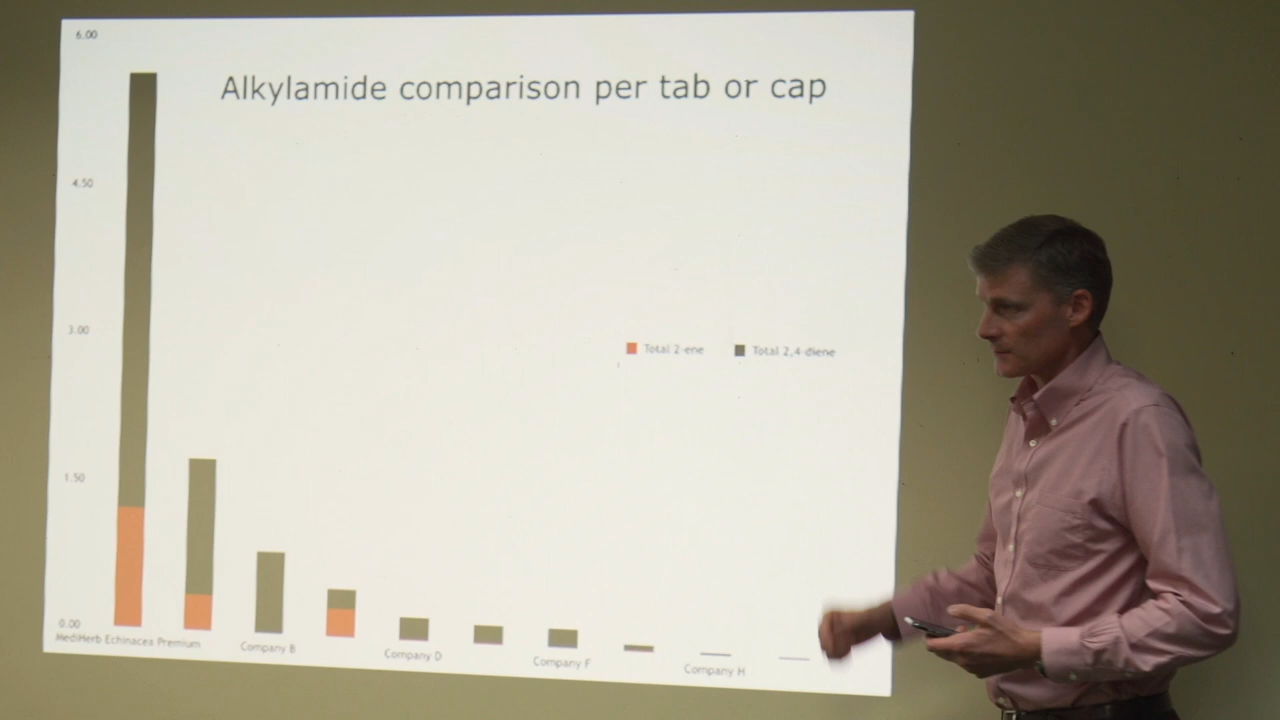 6.00
Alkylamide comparison per tab or cap
4.50
3.00
Total 2-ene Total 2,4-diene
1.50
0.00
MediHerb Echinacea Premium Company B Company D Company F Company H